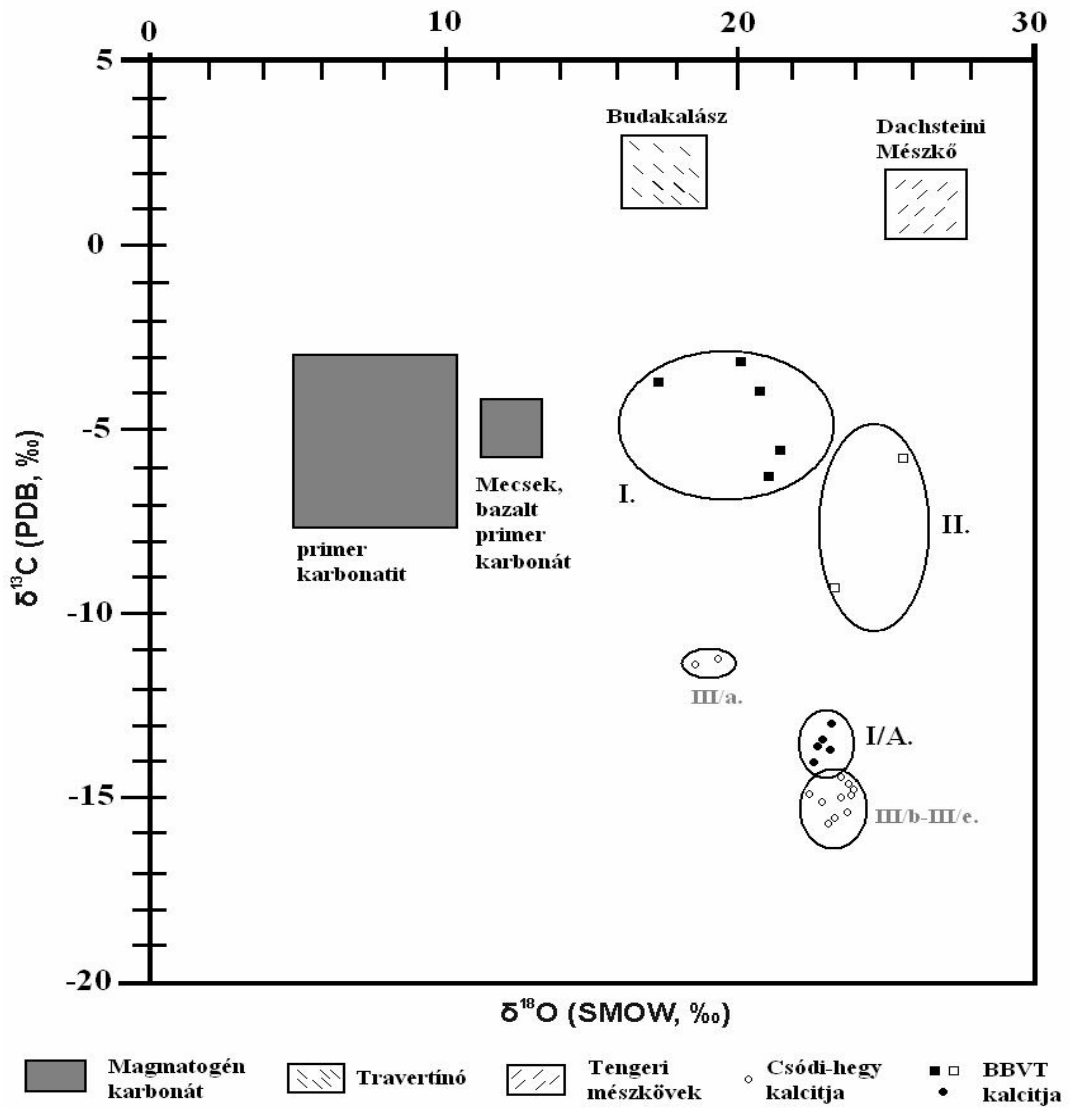 0 10 20 30
5
0
-5
-10
-15
-20
Budakalász
Dachsteini
Mészkő
primer
karbonatit
Mecsek,
bazalt
primer
karbonát
I.
II.
III/a.
I/A.
III/b-III/e.
δ¹³C (PDB, ‰)
δ¹⁸O (SMOW, ‰)
Magmatogén
karbonát
Travertínó
Tengeri
mészkövek
Csódi-hegy
kalcitja
BBVT
kalcitja